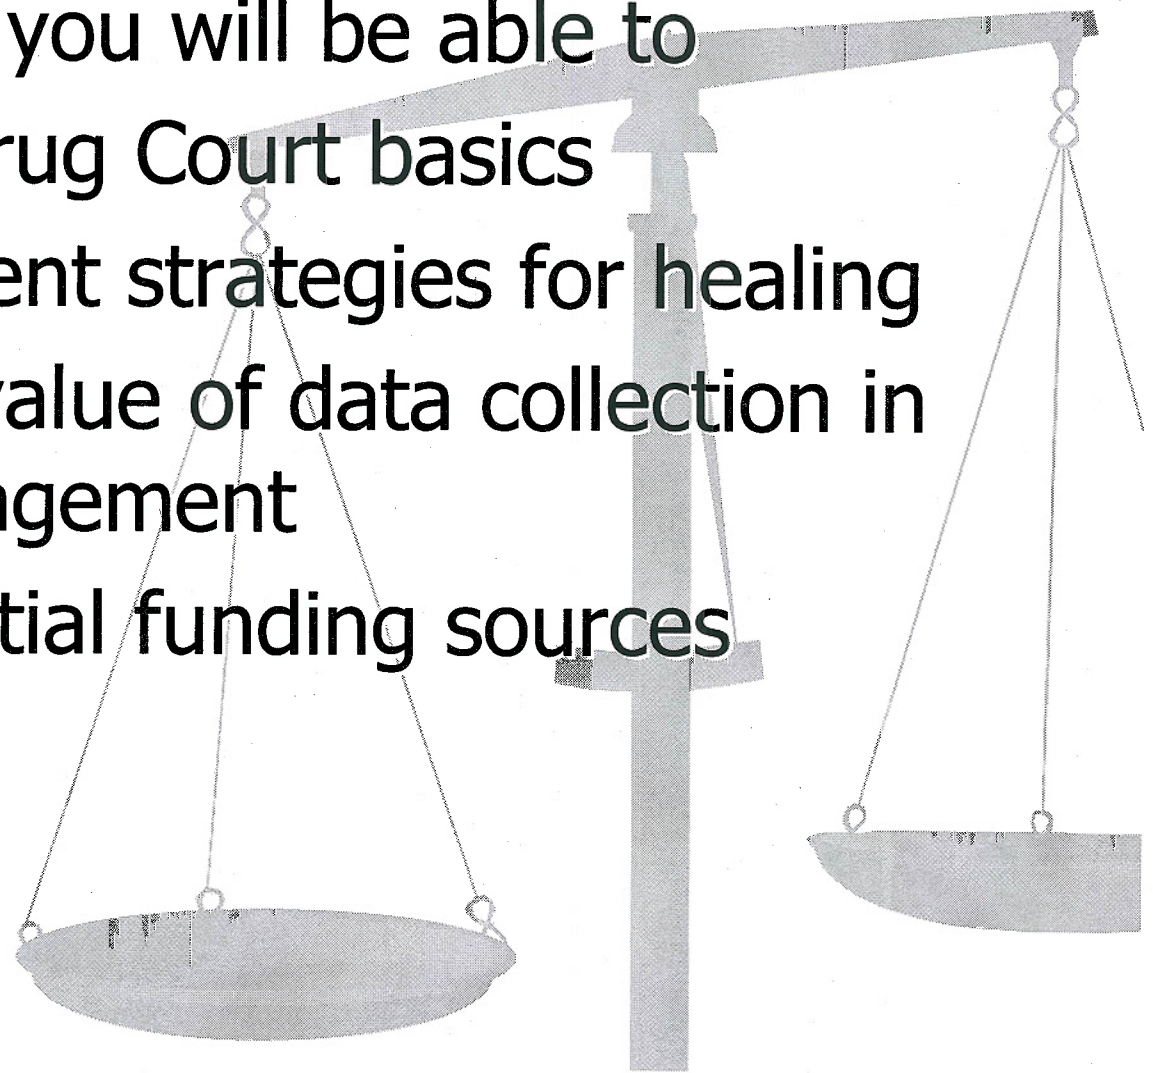 you will be able to
rug Court basics
ent strategies for healing
value of data collection in
agement
tial funding sources